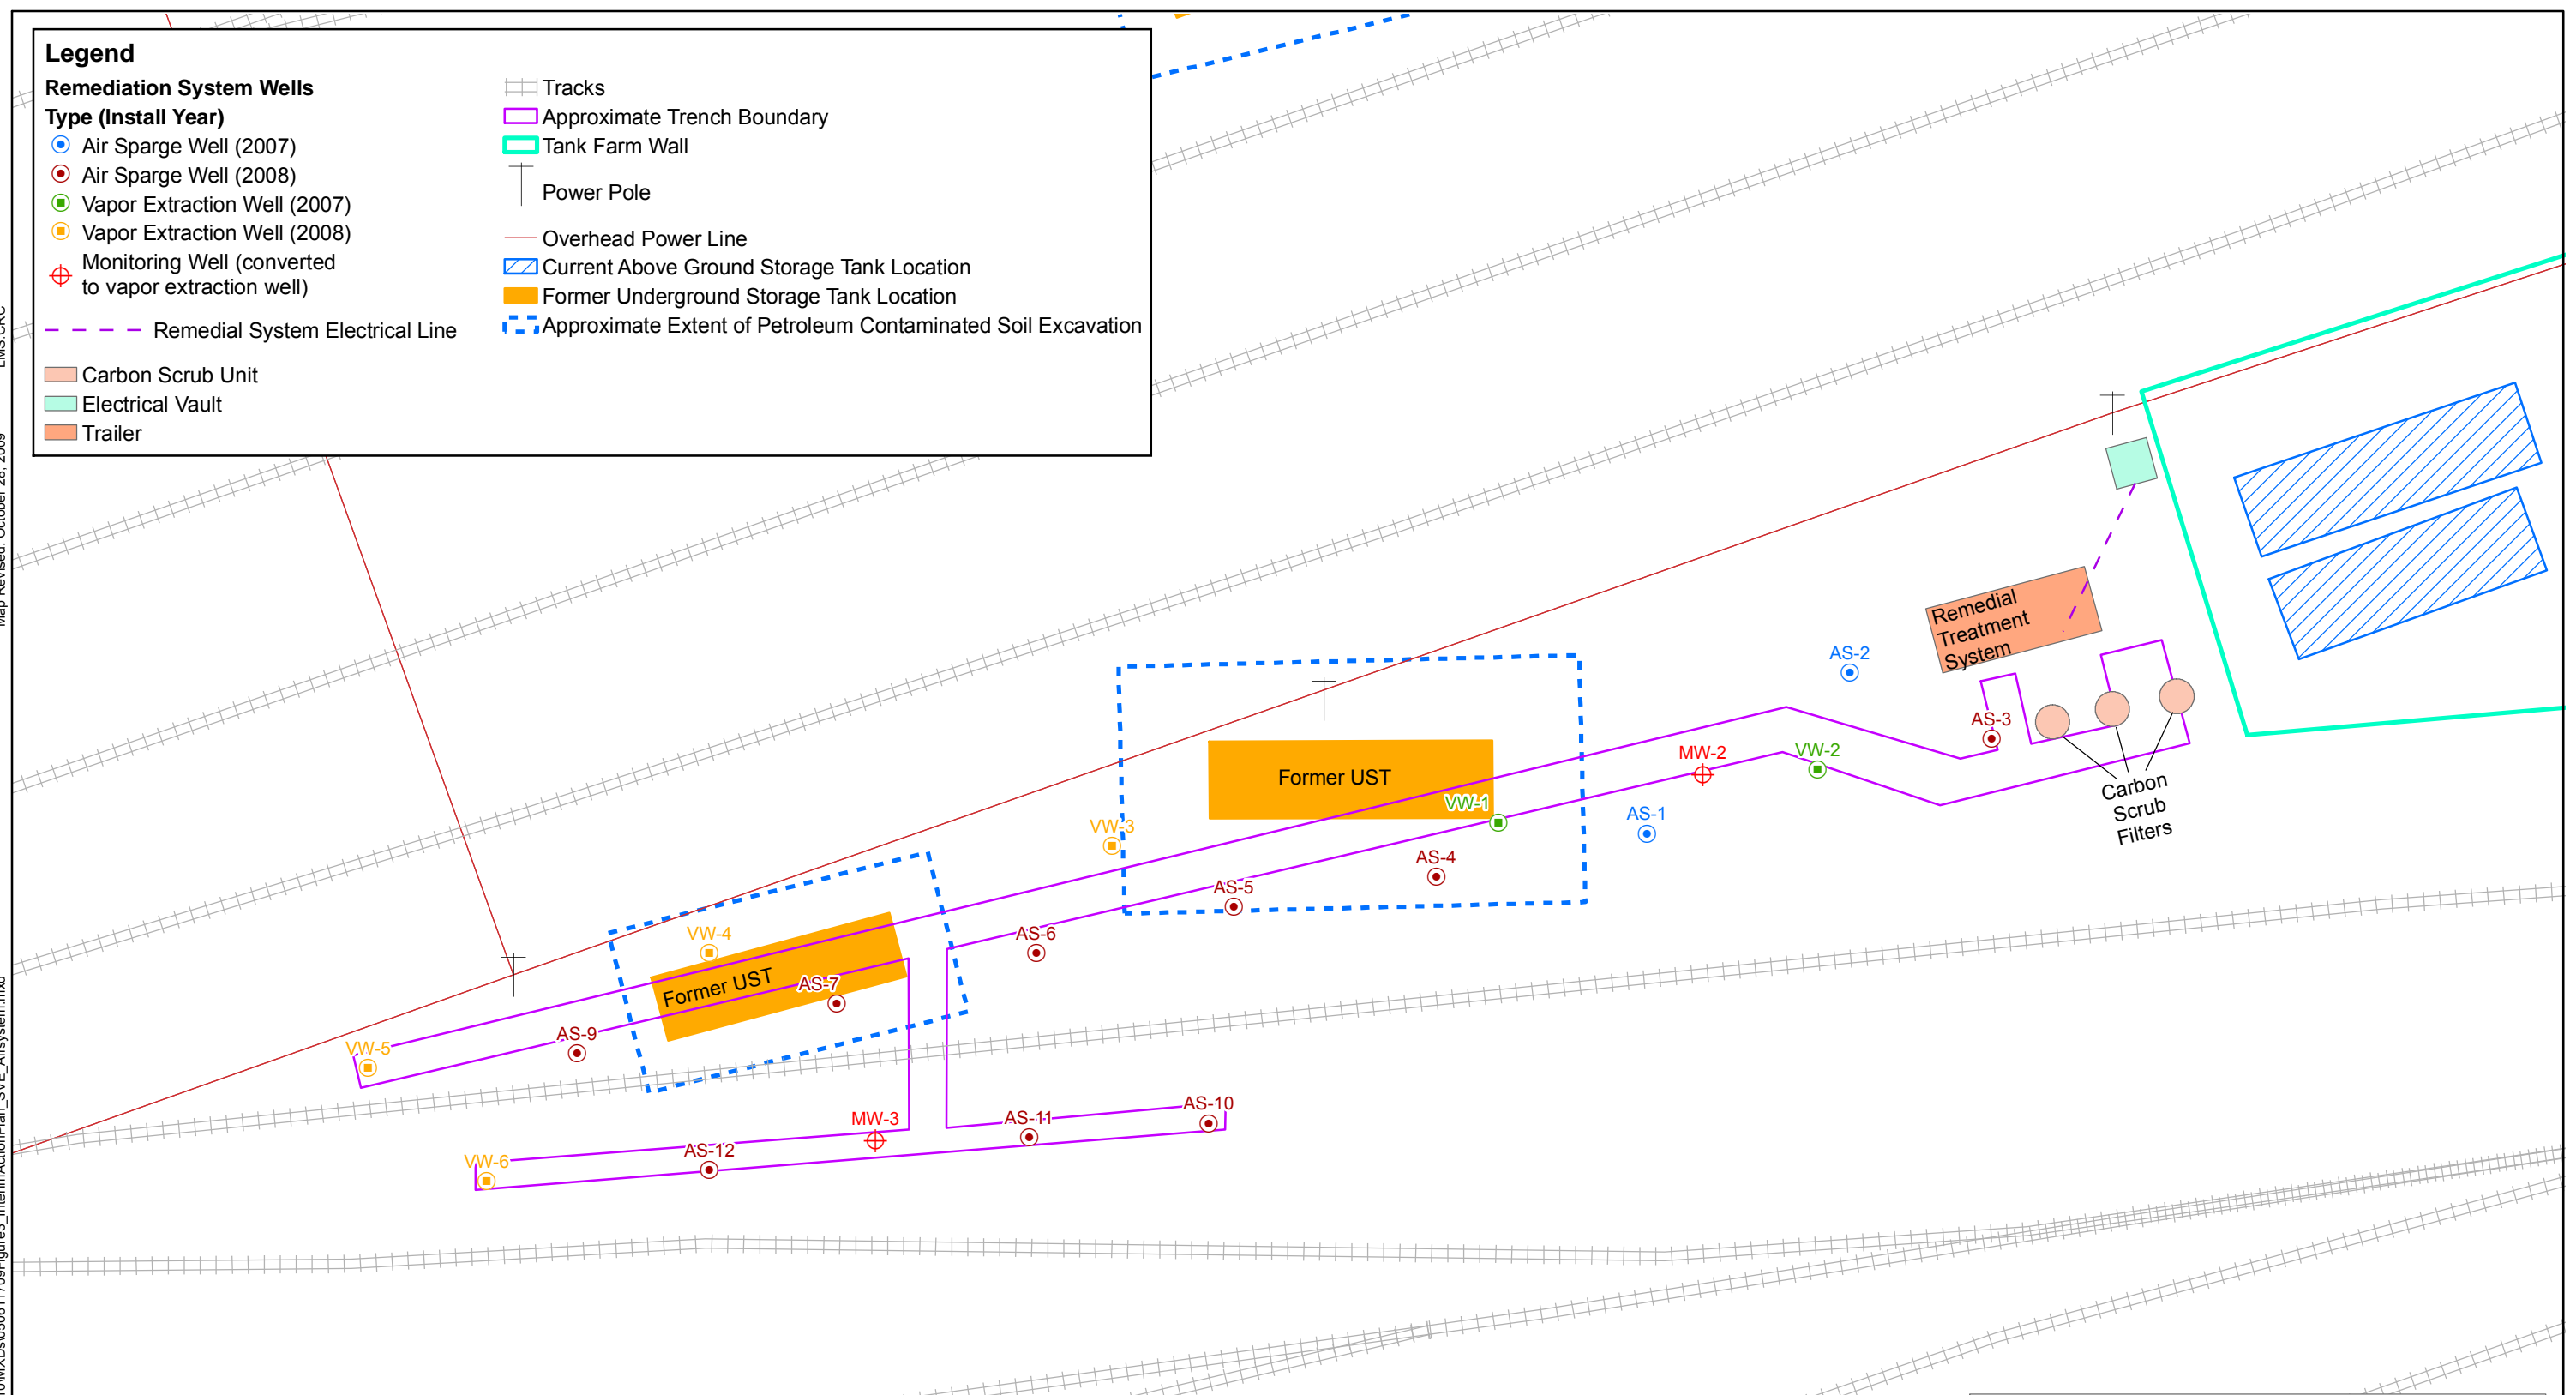 Legend
Remediation System Wells
Type (Install Year)
Air Sparge Well (2007)
Air Sparge Well (2008)
Vapor Extraction Well (2007)
Vapor Extraction Well (2008)
Monitoring Well (converted
to vapor extraction well)
Remedial System Electrical Line
Carbon Scrub Unit
Electrical Vault
Trailer
Tracks
Approximate Trench Boundary
Tank Farm Wall
Power Pole
Overhead Power Line
Current Above Ground Storage Tank Location
Former Underground Storage Tank Location
Approximate Extent of Petroleum Contaminated Soil Excavation
Remedial
Treatment
System
AS-2
AS-3
MW-2
VW-2
Carbon
Scrub
Filters
Former UST
VW-1
AS-1
VW-3
AS-4
AS-5
VW-4
AS-6
Former UST
AS-7
AS-9
VW-5
MW-3
AS-11
AS-10
AS-12
VW-6
Map Revised: October 28, 2009